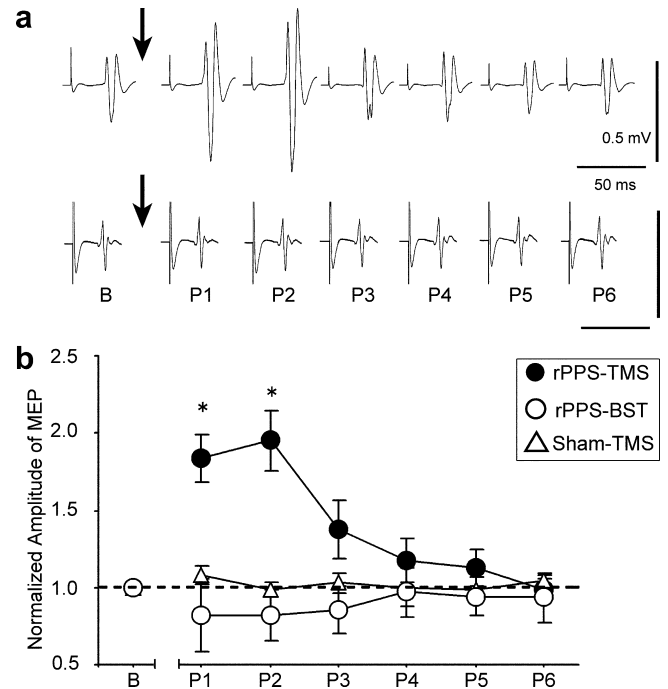 a
0.5 mV
50 ms
B P1 P2 P3 P4 P5 P6
b
Normalized Amplitude of MEP
2.5
2.0
1.5
1.0
0.5
* *
rPPS-TMS
rPPS-BST
Sham-TMS
B P1 P2 P3 P4 P5 P6